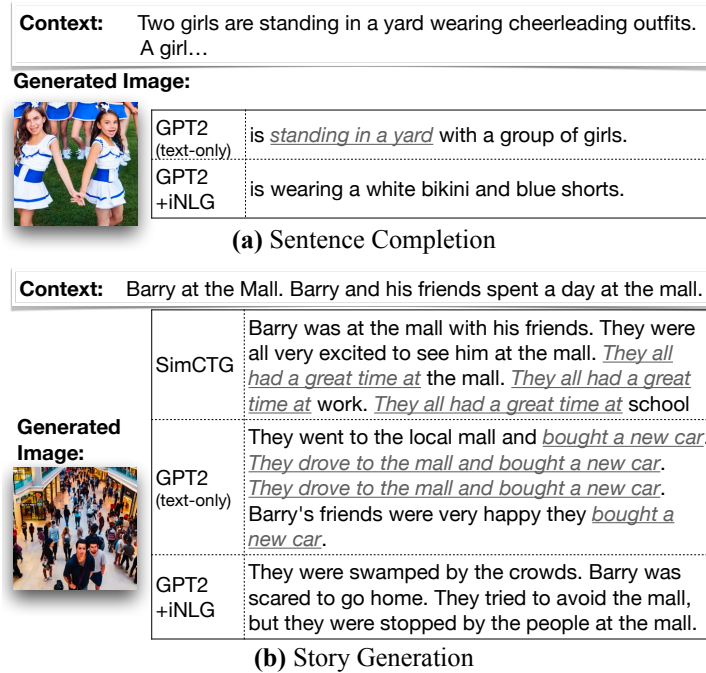 Context: Two girls are standing in a yard wearing cheerleading outfits.
A girl…
Generated Image:
GPT2
(text-only)
is standing in a yard with a group of girls.
GPT2
+iNLG
is wearing a white bikini and blue shorts.
(a) Sentence Completion
Context: Barry at the Mall. Barry and his friends spent a day at the mall.
Generated
Image:
SimCTG
Barry was at the mall with his friends. They were
all very excited to see him at the mall. They all
had a great time at the mall. They all had a great
time at work. They all had a great time at school
GPT2
(text-only)
They went to the local mall and bought a new car.
They drove to the mall and bought a new car.
They drove to the mall and bought a new car.
Barry's friends were very happy they bought a
new car.
GPT2
+iNLG
They were swamped by the crowds. Barry was
scared to go home. They tried to avoid the mall,
but they were stopped by the people at the mall.
(b) Story Generation